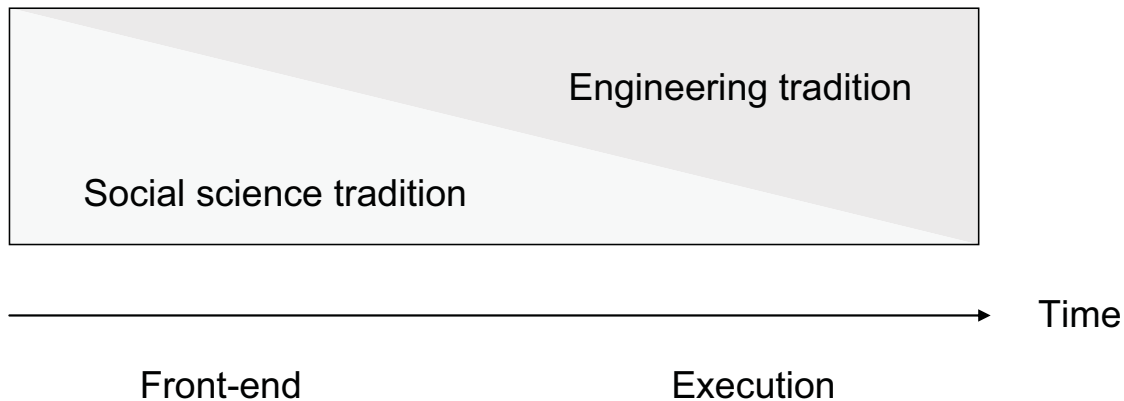 Engineering tradition
Social science tradition
Time
Front-end
Execution